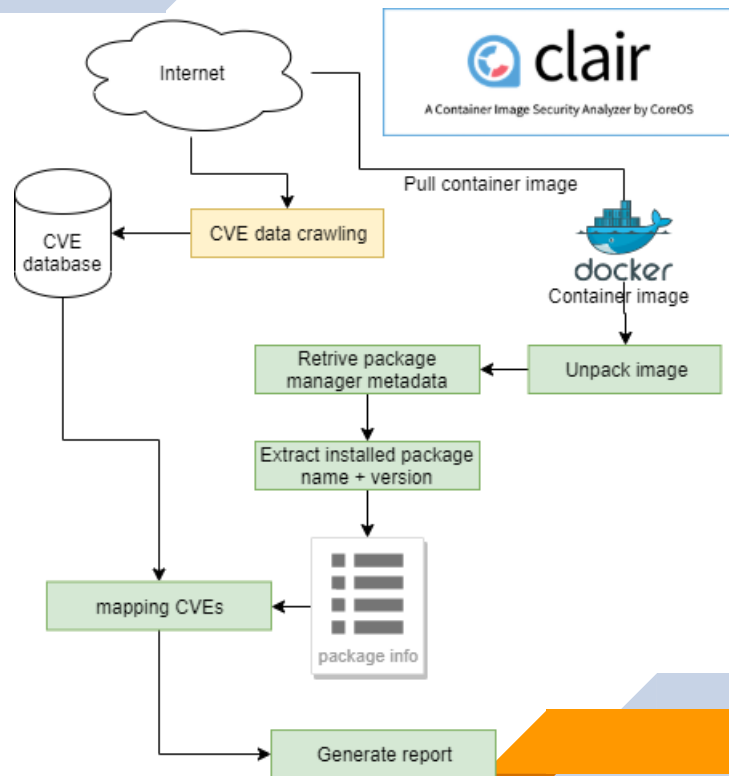 Internet
clair
A Container Image Security Analyzer by CoreOS
Pull container image
CVE
database
CVE data crawling
docker
Container image
Retrive package
manager metadata
Unpack image
Extract installed package
name + version
mapping CVEs
package info
Generate report